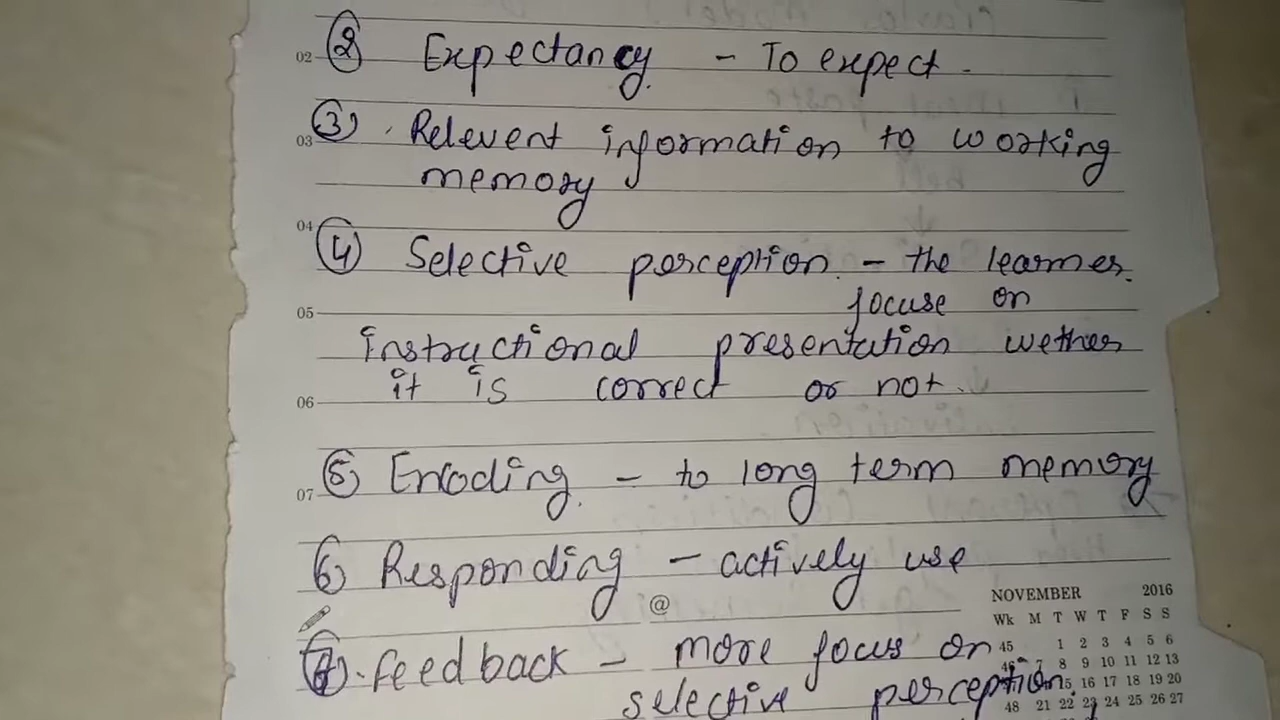 02 ② Expectancy. - To expect.
03 ③. Relevent information to working
memory
04
④ Selective perception. - the learner.
focuse on
05
instructional presentation wether
it is correct or not.
06
07 ⑤ Encoding. - to long term memory
⑥ Responding - actively use
@
NOVEMBER 2016
Wk M T W T F S S
⑦. feedback - more focus on
45 1 2 3 4 5 6
7 8 9 10 11 12 13
selective perception.
15 16 17 18 19 20
48 21 22 23 24 25 26 27